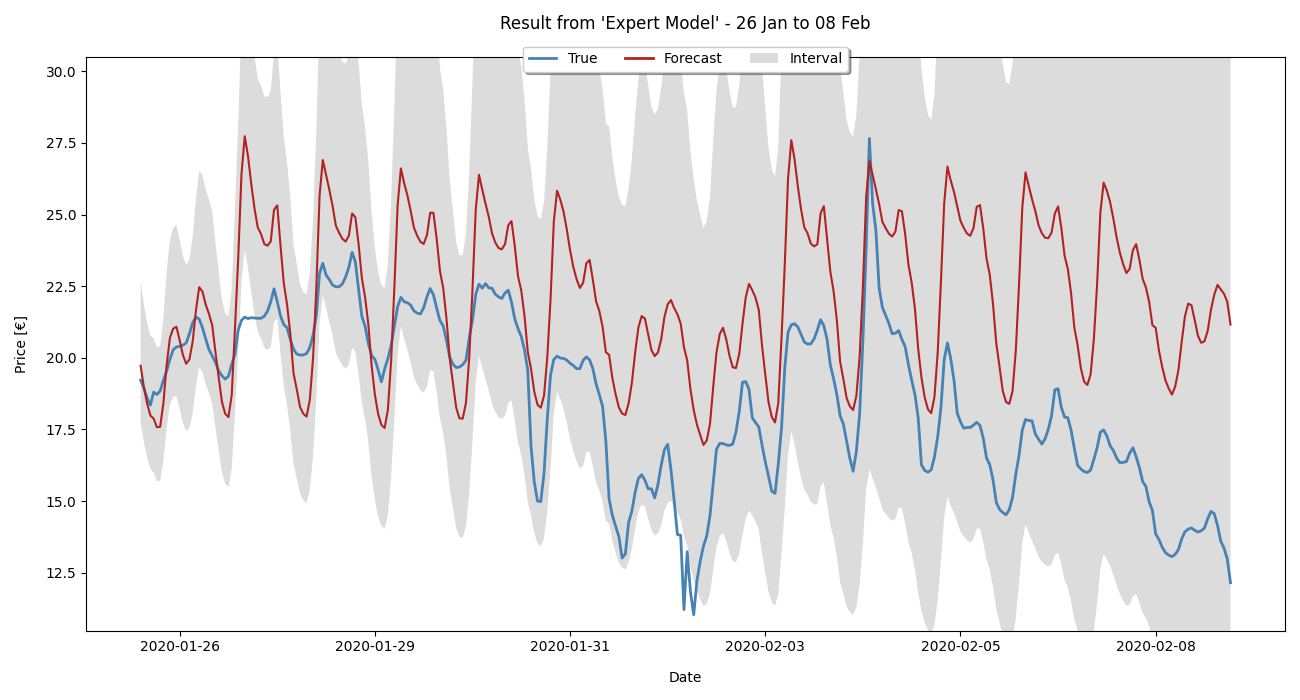 Result from 'Expert Model' - 26 Jan to 08 Feb
True Forecast Interval
30.0
27.5
25.0
22.5
20.0
17.5
15.0
12.5
Price [€]
2020-01-26 2020-01-29 2020-01-31 2020-02-03 2020-02-05 2020-02-08
Date